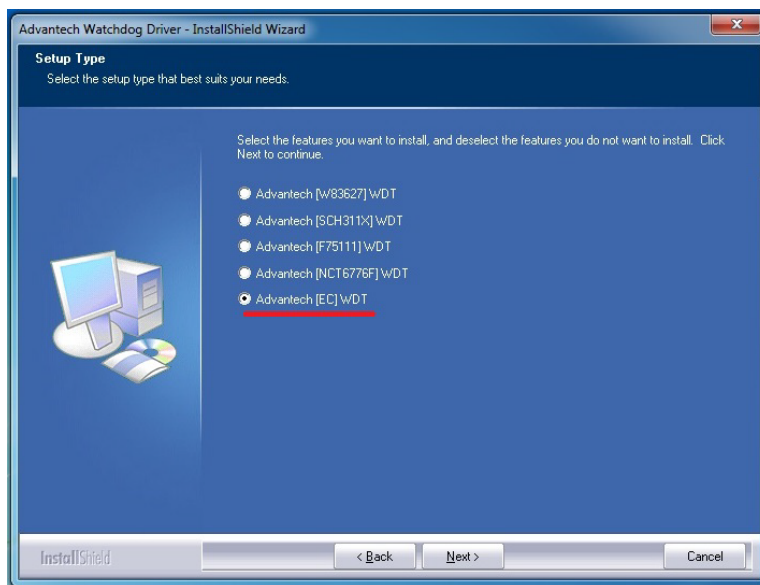 Advantech Watchdog Driver - InstallShield Wizard
Setup Type
Select the setup type that best suits your needs.
Select the features you want to install, and deselect the features you do not want to install. Click
Next to continue.
Advantech [W83627] WDT
Advantech [SCH311X] WDT
Advantech [F75111] WDT
Advantech [NCT6776F] WDT
Advantech [EC] WDT
InstallShield
< Back
Next >
Cancel